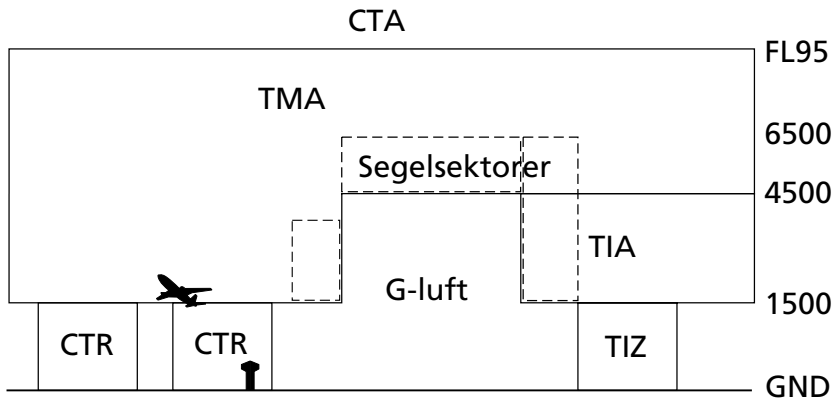 CTA
FL95
TMA
6500
Segelsektorer
4500
TIA
G-luft
1500
CTR
CTR
TIZ
GND